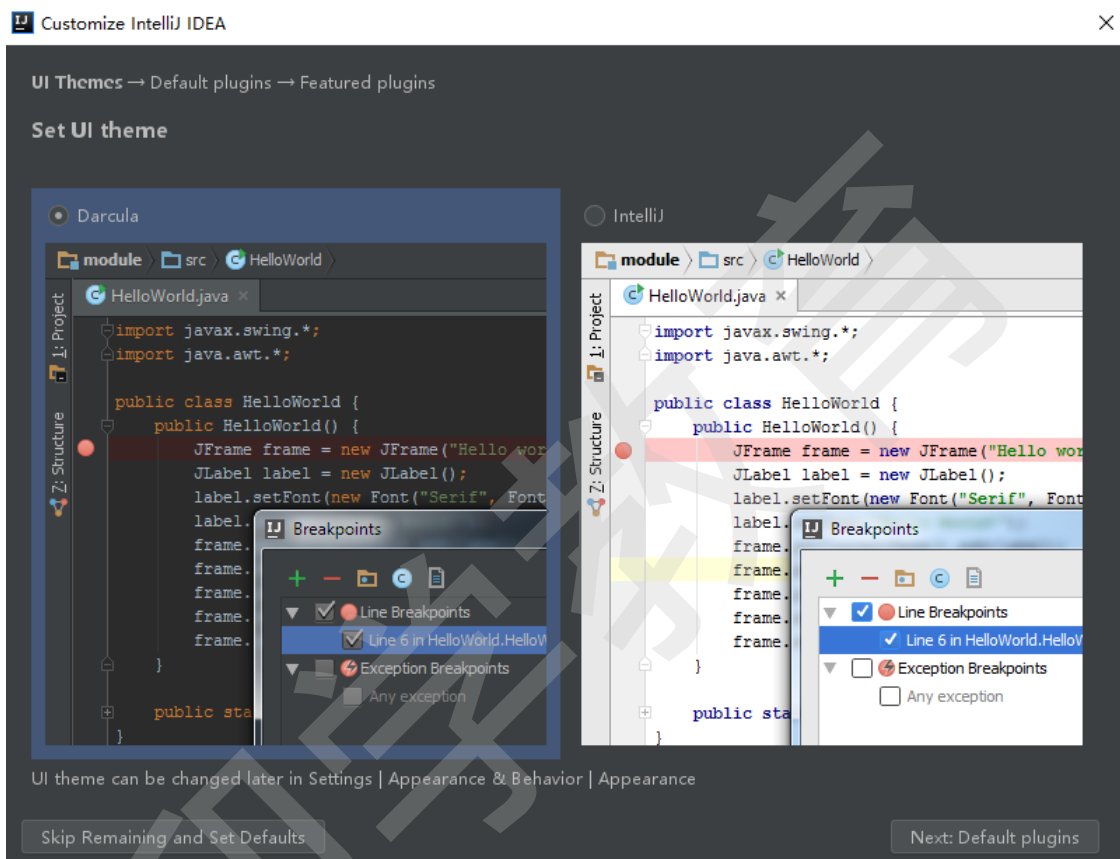 Customize IntelliJ IDEA
UI Themes → Default plugins → Featured plugins
Set UI theme
Darcula
module src HelloWorld
HelloWorld.java
1: Project
7: Structure
import javax.swing.*;
import java.awt.*;
public class HelloWorld {
public HelloWorld() {
JFrame frame = new JFrame("Hello wor
JLabel label = new JLabel();
label.setFont(new Font("Serif", Font
label.
frame.
frame.
frame.
frame.
frame.
}
public sta
}
Breakpoints
Line Breakpoints
Line 6 in HelloWorld.HelloW
Exception Breakpoints
Any exception
IntelliJ
module src HelloWorld
HelloWorld.java
1: Project
7: Structure
import javax.swing.*;
import java.awt.*;
public class HelloWorld {
public HelloWorld() {
JFrame frame = new JFrame("Hello wor
JLabel label = new JLabel();
label.setFont(new Font("Serif", Font
label.
frame.
frame.
frame.
frame.
frame.
}
public sta
}
Breakpoints
Line Breakpoints
Line 6 in HelloWorld.HelloW
Exception Breakpoints
Any exception
UI theme can be changed later in Settings | Appearance & Behavior | Appearance
Skip Remaining and Set Defaults
Next: Default plugins